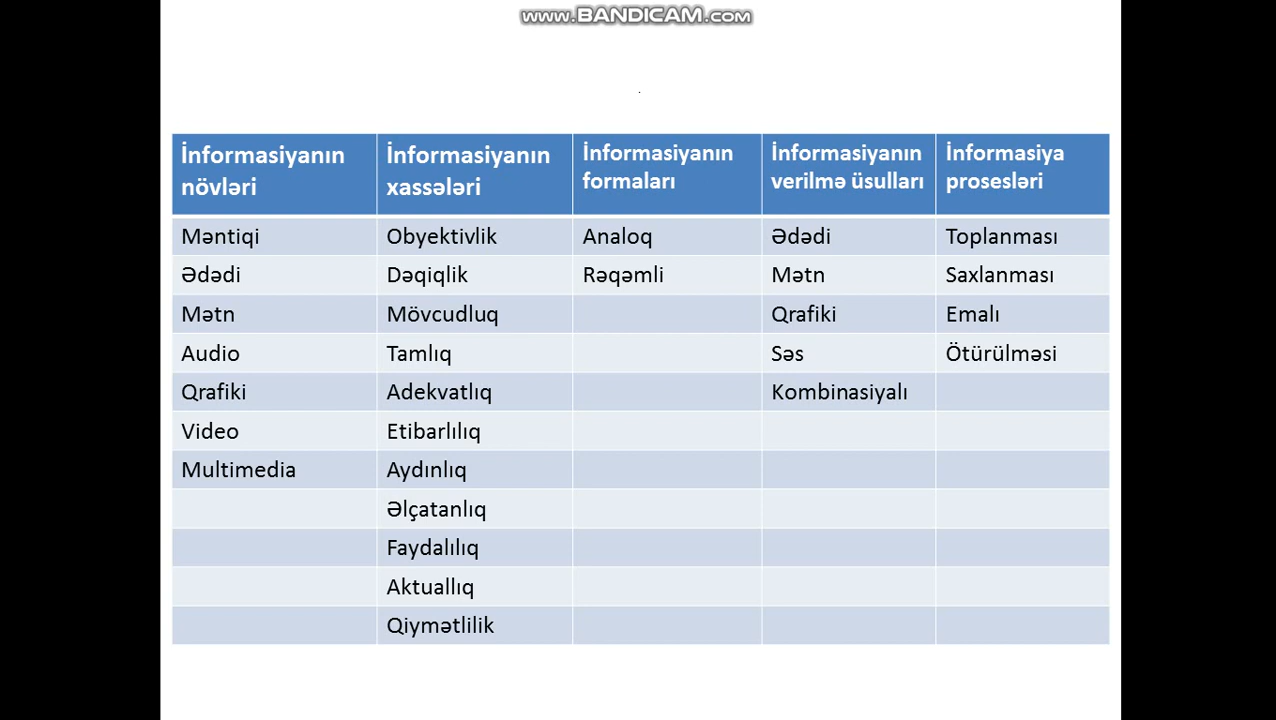 www.BANDICAM.com
İnformasiyanın növləri	İnformasiyanın xassələri	İnformasiyanın formaları	İnformasiyanın verilmə üsulları	İnformasiya prosesləri
Məntiqi	Obyektivlik	Analoq	Ədədi	Toplanması
Ədədi	Dəqiqlik	Rəqəmli	Mətn	Saxlanması
Mətn	Mövcudluq		Qrafiki	Emalı
Audio	Tamlıq		Səs	Ötürülməsi
Qrafiki	Adekvatlıq		Kombinasiyalı
Video	Etibarlılıq
Multimedia	Aydınlıq
	Əlçatanlıq
	Faydalılıq
	Aktuallıq
	Qiymətlilik